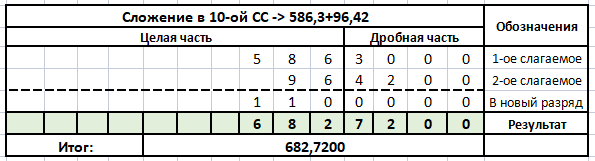 Сложение в 10-ой СС -> 586,3+96,42 Обозначения
Целая часть Дробная часть
5 8 6 3 0 0 0 1-ое слагаемое
9 6 4 2 0 0 2-ое слагаемое
1 1 0 0 0 0 0 В новый разряд
6 8 2 7 2 0 0 Результат
Итог: 682,7200